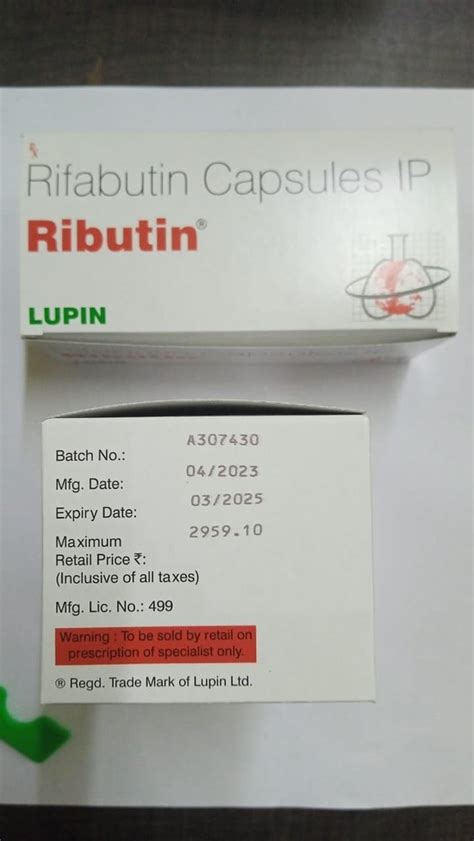 Rx
Rifabutin Capsules IP
Ributin®
LUPIN
Batch No.: A307430
Mfg. Date: 04/2023
Expiry Date: 03/2025
Maximum 2959.10
Retail Price ₹:
(Inclusive of all taxes)
Mfg. Lic. No.: 499
Warning : To be sold by retail on
prescription of specialist only.
® Regd. Trade Mark of Lupin Ltd.